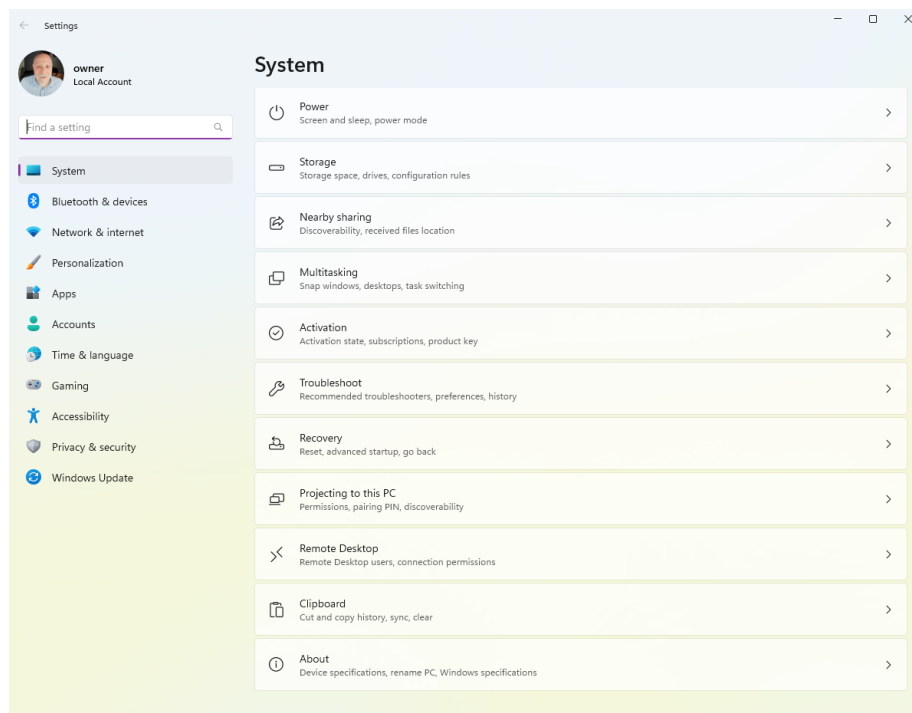 Settings
owner
Local Account
Find a setting
System
Bluetooth & devices
Network & internet
Personalization
Apps
Accounts
Time & language
Gaming
Accessibility
Privacy & security
Windows Update
System
Power
Screen and sleep, power mode
Storage
Storage space, drives, configuration rules
Nearby sharing
Discoverability, received files location
Multitasking
Snap windows, desktops, task switching
Activation
Activation state, subscriptions, product key
Troubleshoot
Recommended troubleshooters, preferences, history
Recovery
Reset, advanced startup, go back
Projecting to this PC
Permissions, pairing PIN, discoverability
Remote Desktop
Remote Desktop users, connection permissions
Clipboard
Cut and copy history, sync, clear
About
Device specifications, rename PC, Windows specifications